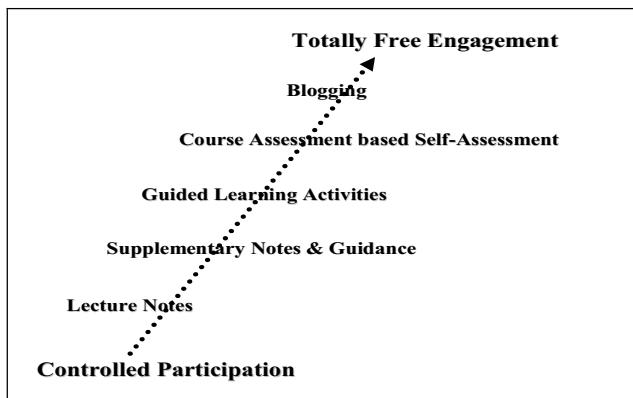 Totally Free Engagement
Blogging
Course Assessment based Self-Assessment
Guided Learning Activities
Supplementary Notes & Guidance
Lecture Notes
Controlled Participation